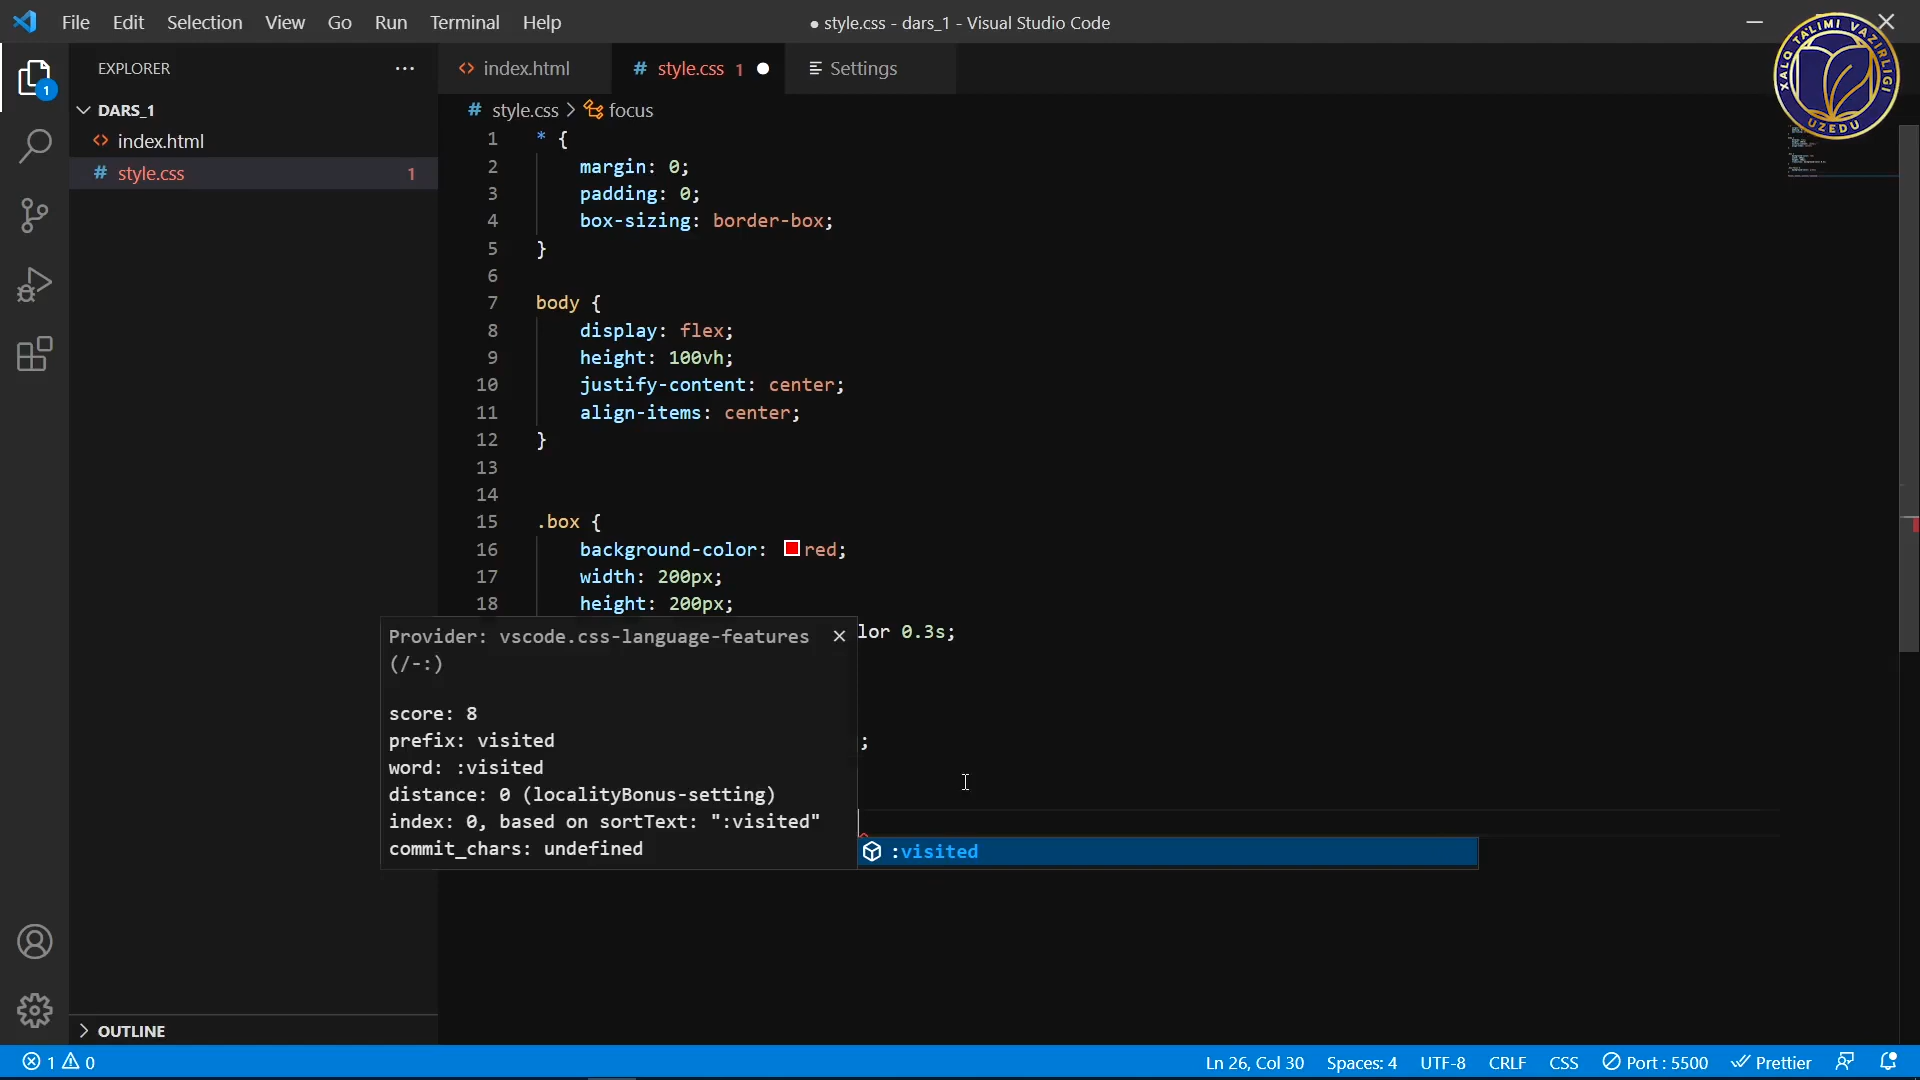 File Edit Selection View Go Run Terminal Help
● style.css - dars_1 - Visual Studio Code
XALQ TA'LIMI VAZIRLIGI
UZEDU
EXPLORER
DARS_1
index.html
style.css 1
OUTLINE
1
index.html
style.css 1
Settings
style.css > focus
1 * {
2 margin: 0;
3 padding: 0;
4 box-sizing: border-box;
5 }
6
7 body {
8 display: flex;
9 height: 100vh;
10 justify-content: center;
11 align-items: center;
12 }
13
14
15 .box {
16 background-color: red;
17 width: 200px;
18 height: 200px;
lor 0.3s;
;
Provider: vscode.css-language-features
(/-:)
score: 8
prefix: visited
word: :visited
distance: 0 (localityBonus-setting)
index: 0, based on sortText: ":visited"
commit_chars: undefined
:visited
1 0
Ln 26, Col 30 Spaces: 4 UTF-8 CRLF CSS Port : 5500 Prettier